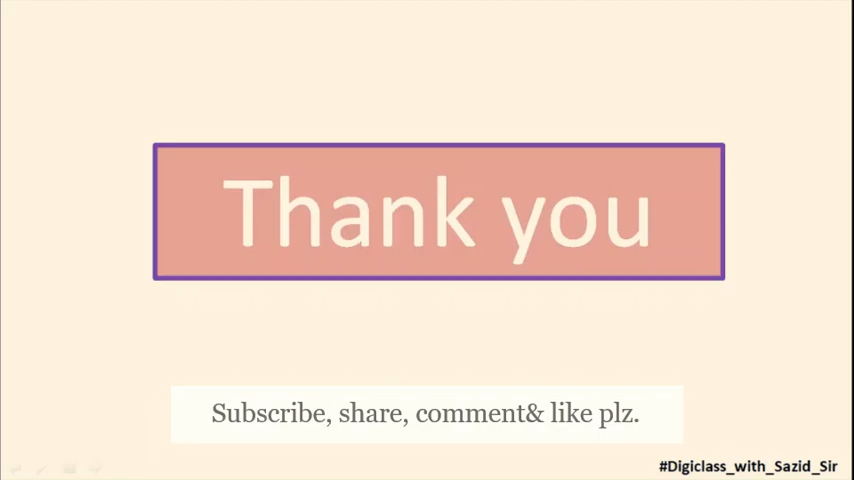 Thank you
Subscribe, share, comment& like plz.
#Digiclass_with_Sazid_Sir